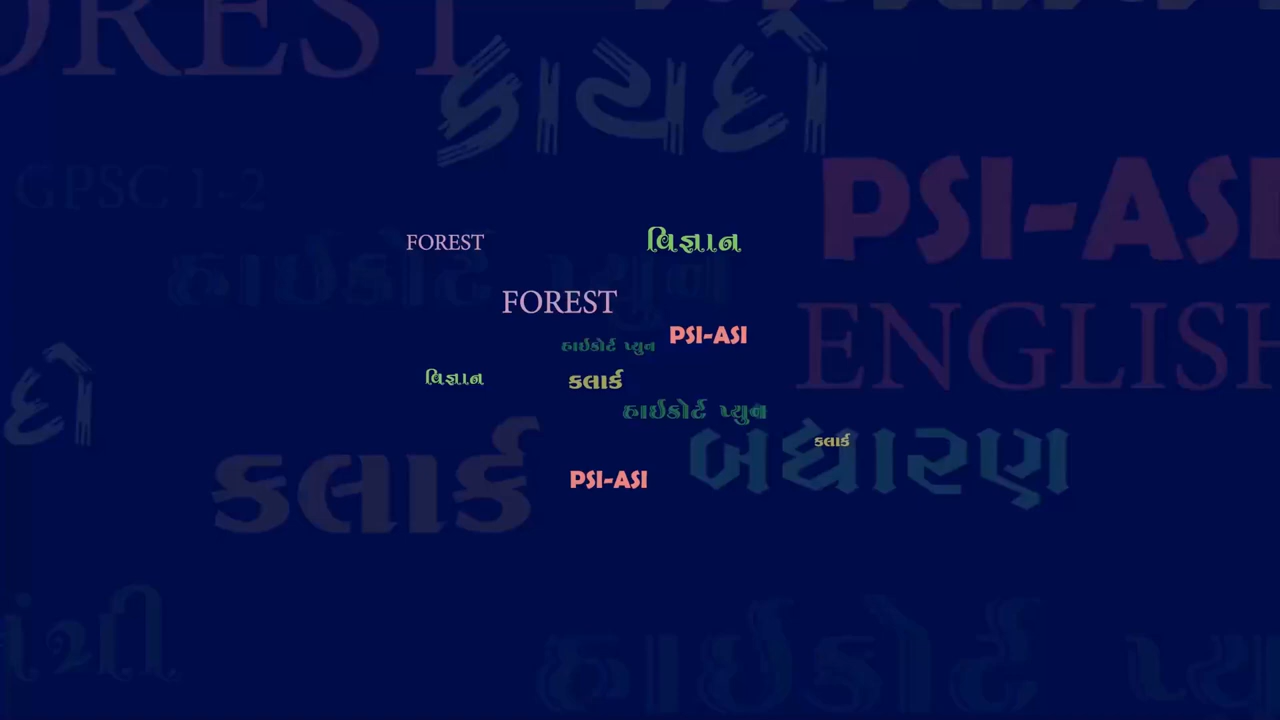 FOREST
કાયદો
GPSC 1-2
PSI-ASI
FOREST
વિજ્ઞાન
હાઈકોર્ટ પ્યુન
FOREST
ENGLISH
PSI-ASI
હાઈકોર્ટ પ્યુન
વિજ્ઞાન
કલાર્ક
દો
હાઈકોર્ટ પ્યુન
કલાર્ક
બંધારણ
કલાર્ક
PSI-ASI
હાઈકોર્ટ